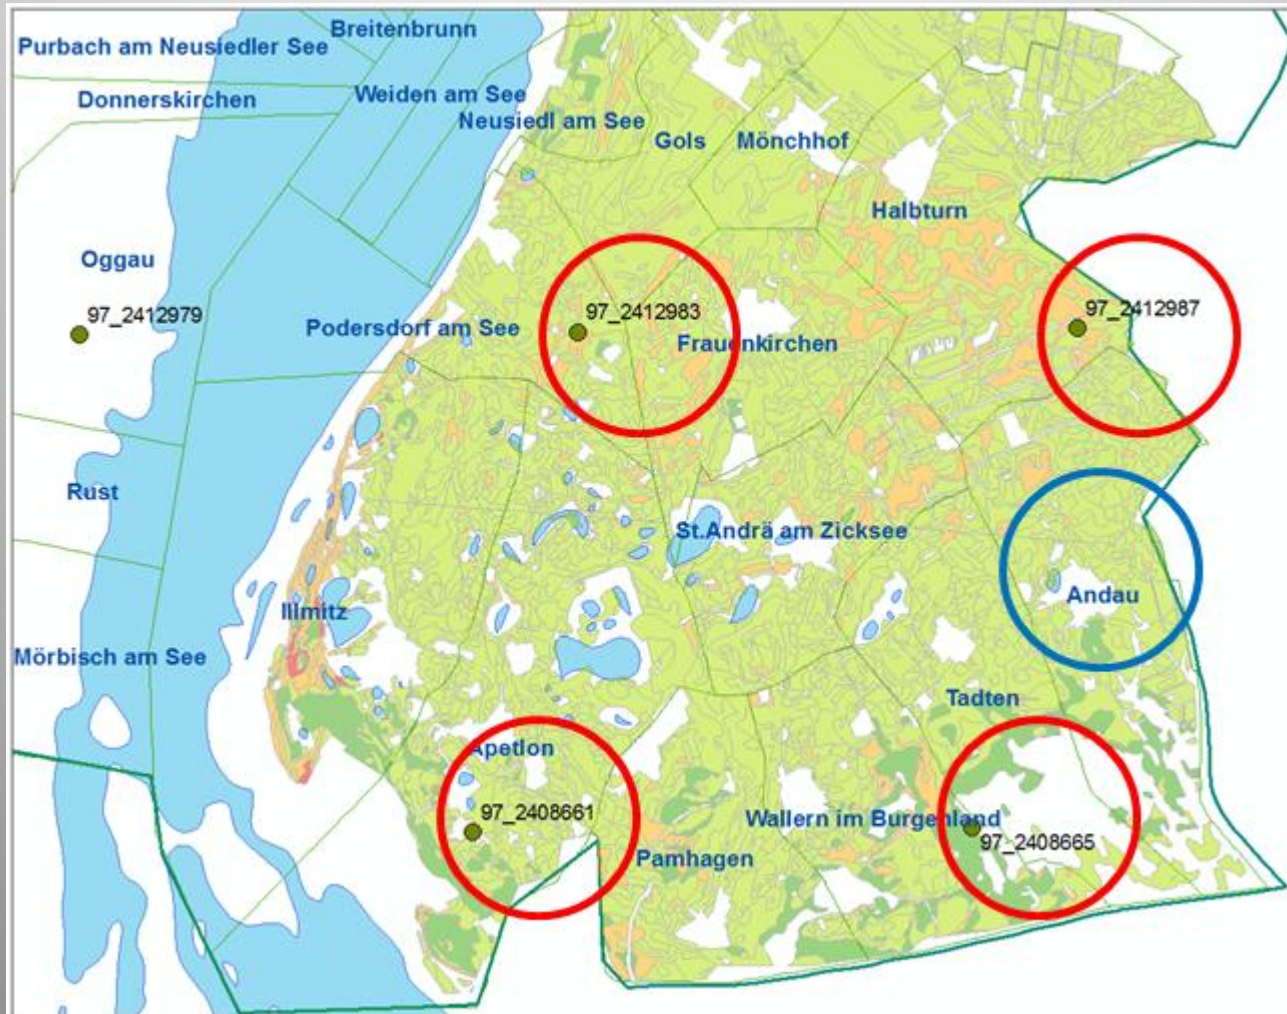 Breitenbrunn
Purbach am Neusiedler See
Donnerskirchen
Weiden am See
Neusiedl am See
Gols
Mönchhof
Halbturn
Oggau
97_2412979
97_2412983
97_2412987
Podersdorf am See
Frauenkirchen
Rust
St.Andrä am Zicksee
Andau
Illmitz
Mörbisch am See
Tadten
Apetlon
97_2408661
Wallern im Burgenland
97_2408665
Pamhagen